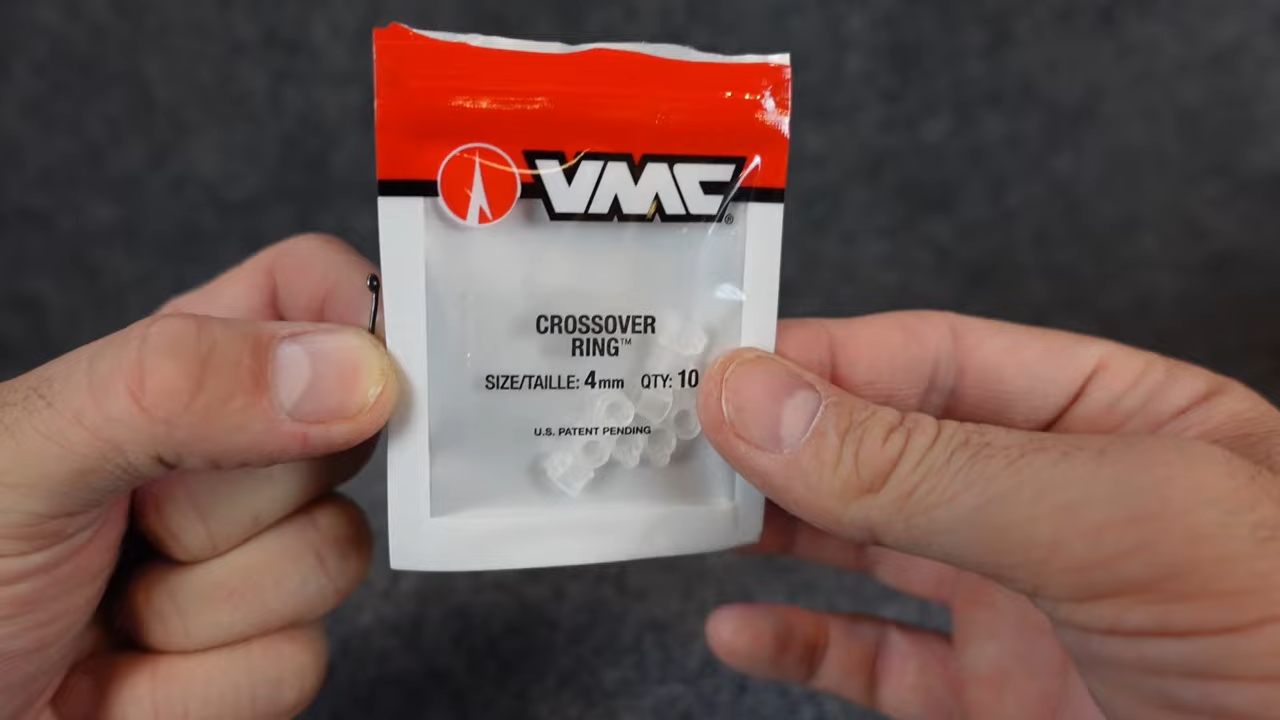 VMC®
CROSSOVER
RING™
SIZE/TAILLE: 4mm QTY: 10
U.S. PATENT PENDING